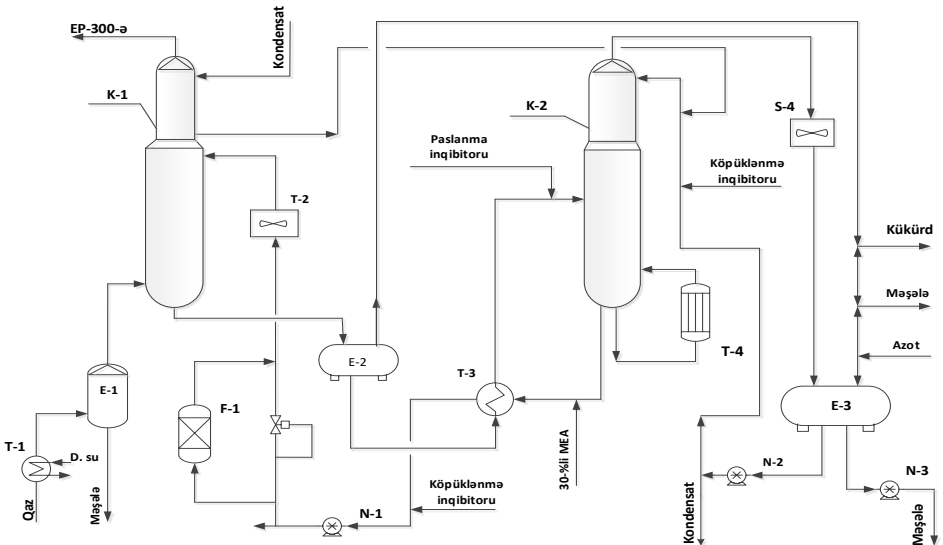 EP-300-ə
Kondensat
K-1
K-2
S-4
Paslanma
inqibitoru
Köpüklənmə
inqibitoru
T-2
Kükürd
Məşələ
Azot
E-1
E-2
T-3
T-4
E-3
F-1
T-1
D. su
Qaz
Məşələ
30-%li MEA
Köpüklənmə
inqibitoru
N-1
N-2
N-3
Kondensat
Məşələ